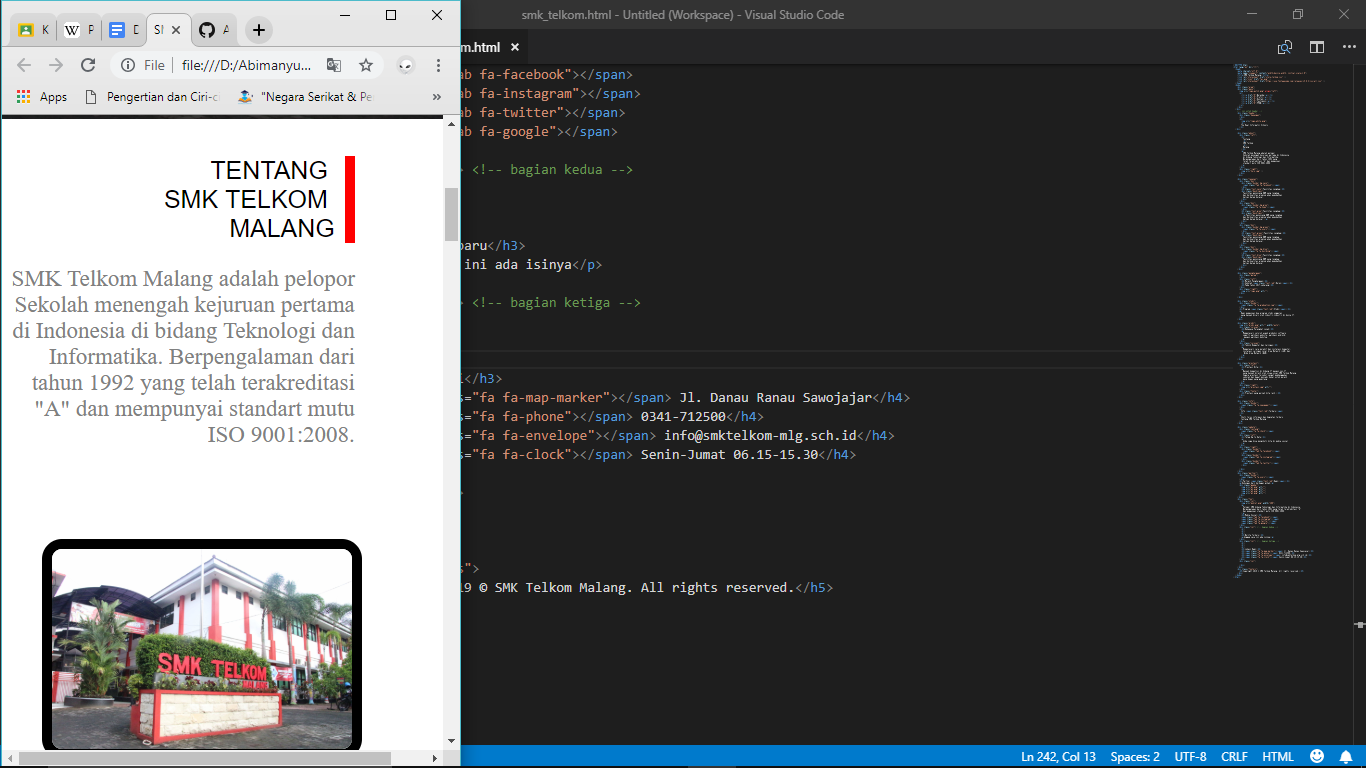 smk_telkom.html - Untitled (Workspace) - Visual Studio Code
K
W P
D
SI
A
m.html
File
file:///D:/Abimanyu...
Apps
Pengertian dan Ciri-c
"Negara Serikat & Pe
»
TENTANG
SMK TELKOM
MALANG
SMK Telkom Malang adalah pelopor
Sekolah menengah kejuruan pertama
di Indonesia di bidang Teknologi dan
Informatika. Berpengalaman dari
tahun 1992 yang telah terakreditasi
"A" dan mempunyai standart mutu
ISO 9001:2008.
SMK TELKOM
MALANG
ab fa-facebook"></span>
ab fa-instagram"></span>
ab fa-twitter"></span>
ab fa-google"></span>
> <!-- bagian kedua -->
baru</h3>
ini ada isinya</p>
> <!-- bagian ketiga -->
i</h3>
s="fa fa-map-marker"></span> Jl. Danau Ranau Sawojajar</h4>
s="fa fa-phone"></span> 0341-712500</h4>
s="fa fa-envelope"></span> info@smktelkom-mlg.sch.id</h4>
s="fa fa-clock"></span> Senin-Jumat 06.15-15.30</h4>
>
s">
19 © SMK Telkom Malang. All rights reserved.</h5>
Ln 242, Col 13
Spaces: 2
UTF-8
CRLF
HTML